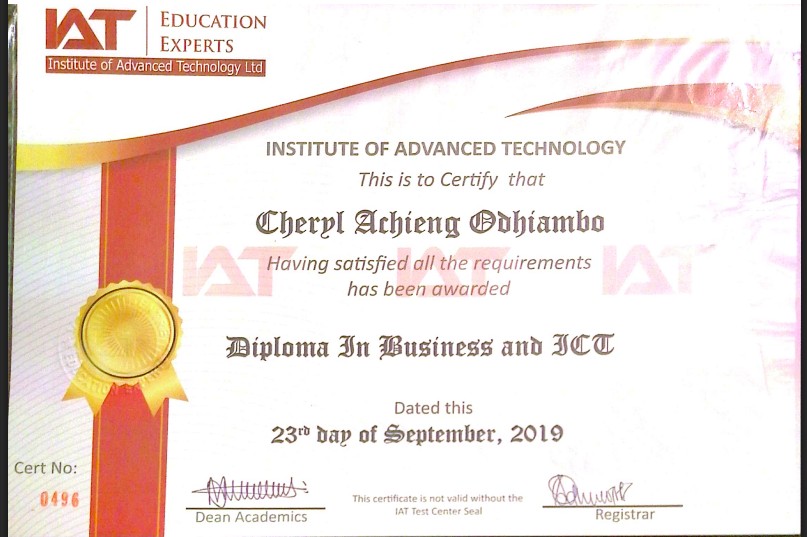 IAT
EDUCATION
EXPERTS
Institute of Advanced Technology Ltd
INSTITUTE OF ADVANCED TECHNOLOGY
This is to Certify that
Cheryl Achieng Odhiambo
IAT IAT IAT
Having satisfied all the requirements
has been awarded
Diploma In Business and ICT
Dated this
23rd day of September, 2019
Cert No:
0496
Dean Academics
This certificate is not valid without the
IAT Test Center Seal
Registrar